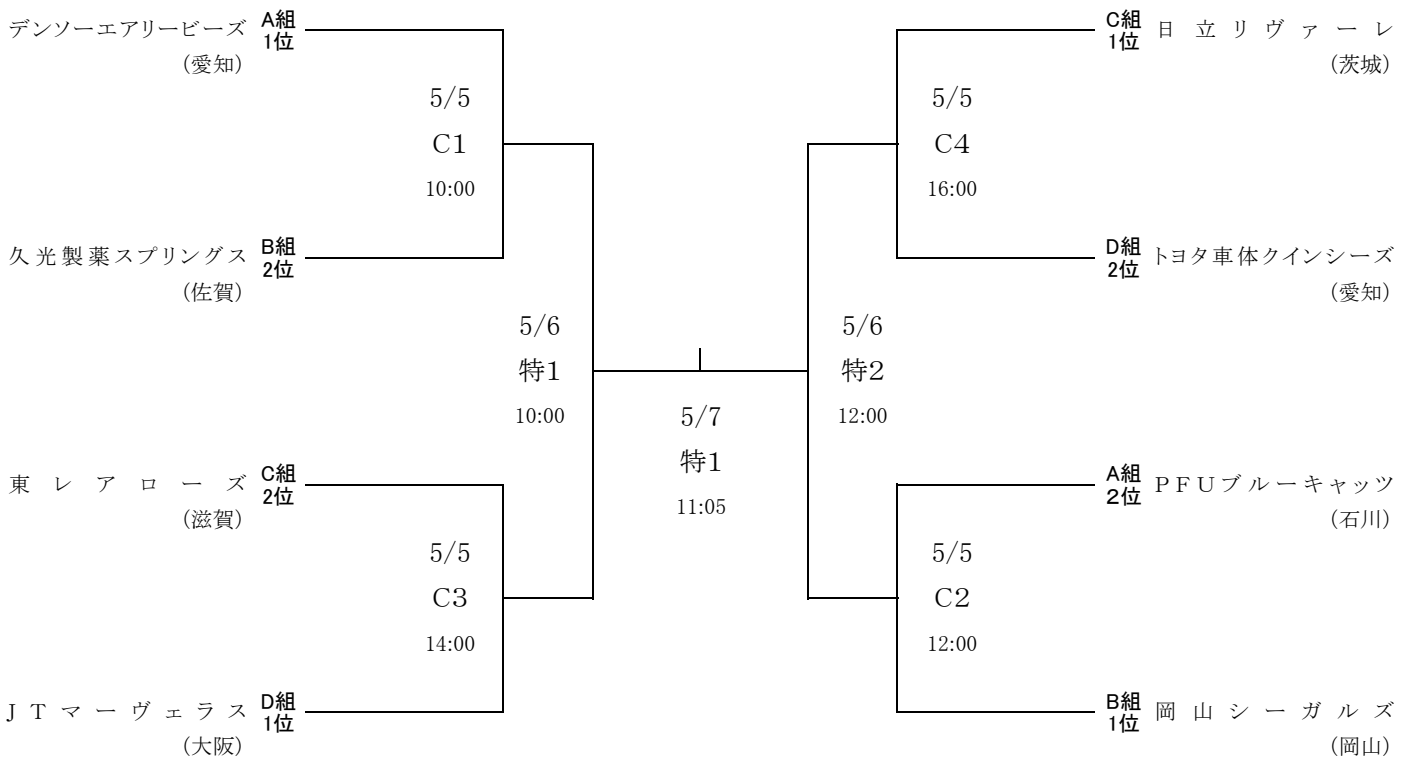 デンソーエアリービーズ A組 1位
(愛知)
5/5
C1
10:00
久光製薬スプリングス B組 2位
(佐賀)
5/6
特1
10:00
東レアローズ C組 2位
(滋賀)
5/5
C3
14:00
JTマーヴェラス D組 1位
(大阪)
5/7
特1
11:05
C組 1位 日立リヴァーレ
(茨城)
5/5
C4
16:00
D組 2位 トヨタ車体クインシーズ
(愛知)
5/6
特2
12:00
A組 2位 PFUブルーキャッツ
(石川)
5/5
C2
12:00
B組 1位 岡山シーガルズ
(岡山)